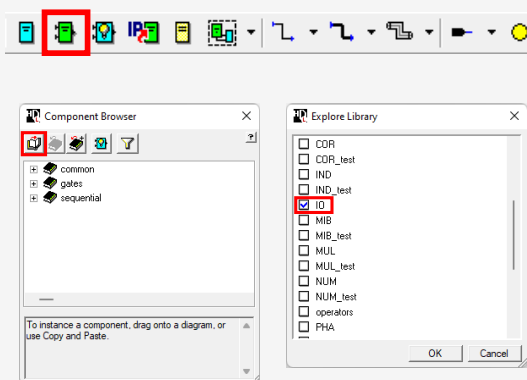 IP
Component Browser
?
common
gates
sequential
To instance a component, drag onto a diagram, or
use Copy and Paste.
Explore Library
COR
COR_test
IND
IND_test
IO
MIB
MIB_test
MUL
MUL_test
NUM
NUM_test
operators
PHA
OK
Cancel